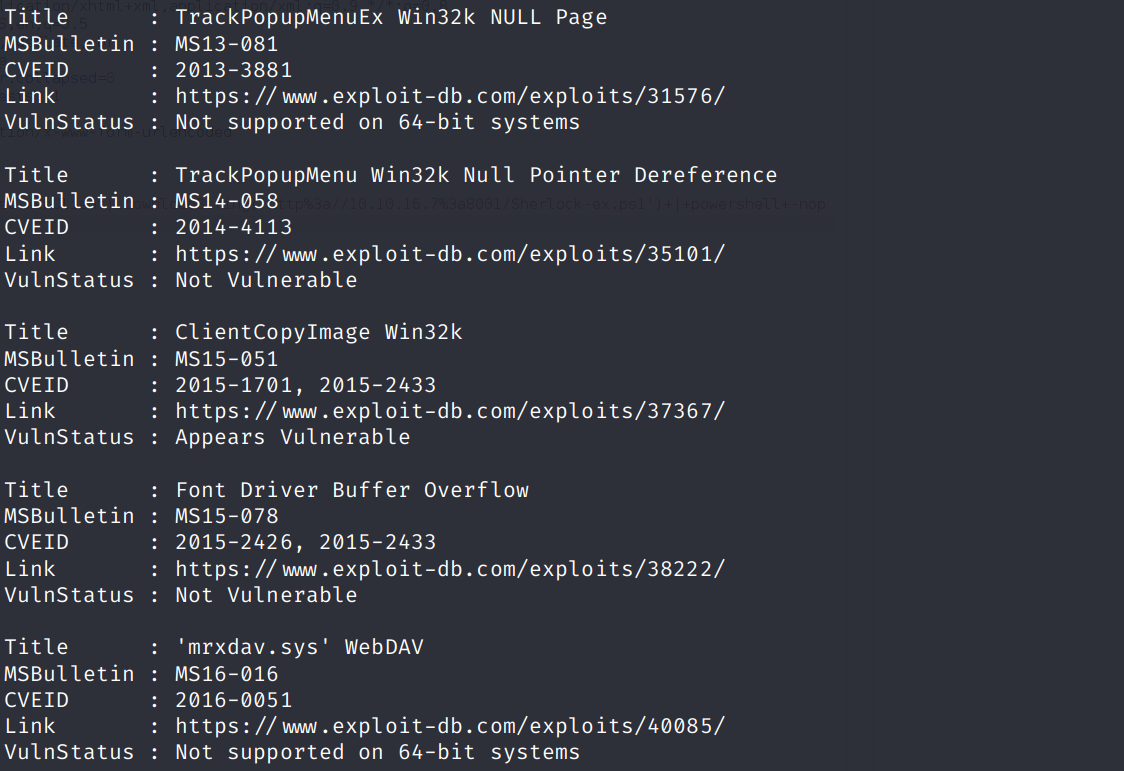 Title      : TrackPopupMenuEx Win32k NULL Page
MSBulletin : MS13-081
CVEID      : 2013-3881
Link       : https://www.exploit-db.com/exploits/31576/
VulnStatus : Not supported on 64-bit systems
Title      : TrackPopupMenu Win32k Null Pointer Dereference
MSBulletin : MS14-058
CVEID      : 2014-4113
Link       : https://www.exploit-db.com/exploits/35101/
VulnStatus : Not Vulnerable
Title      : ClientCopyImage Win32k
MSBulletin : MS15-051
CVEID      : 2015-1701, 2015-2433
Link       : https://www.exploit-db.com/exploits/37367/
VulnStatus : Appears Vulnerable
Title      : Font Driver Buffer Overflow
MSBulletin : MS15-078
CVEID      : 2015-2426, 2015-2433
Link       : https://www.exploit-db.com/exploits/38222/
VulnStatus : Not Vulnerable
Title      : 'mrxdav.sys' WebDAV
MSBulletin : MS16-016
CVEID      : 2016-0051
Link       : https://www.exploit-db.com/exploits/40085/
VulnStatus : Not supported on 64-bit systems